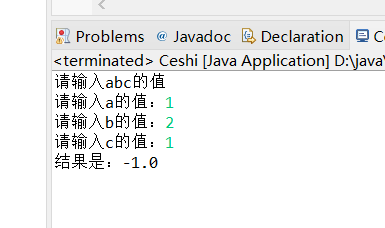 Problems @ Javadoc Declaration
<terminated> Ceshi [Java Application] D:\java\
请输入abc的值
请输入a的值：1
请输入b的值：2
请输入c的值：1
结果是：-1.0